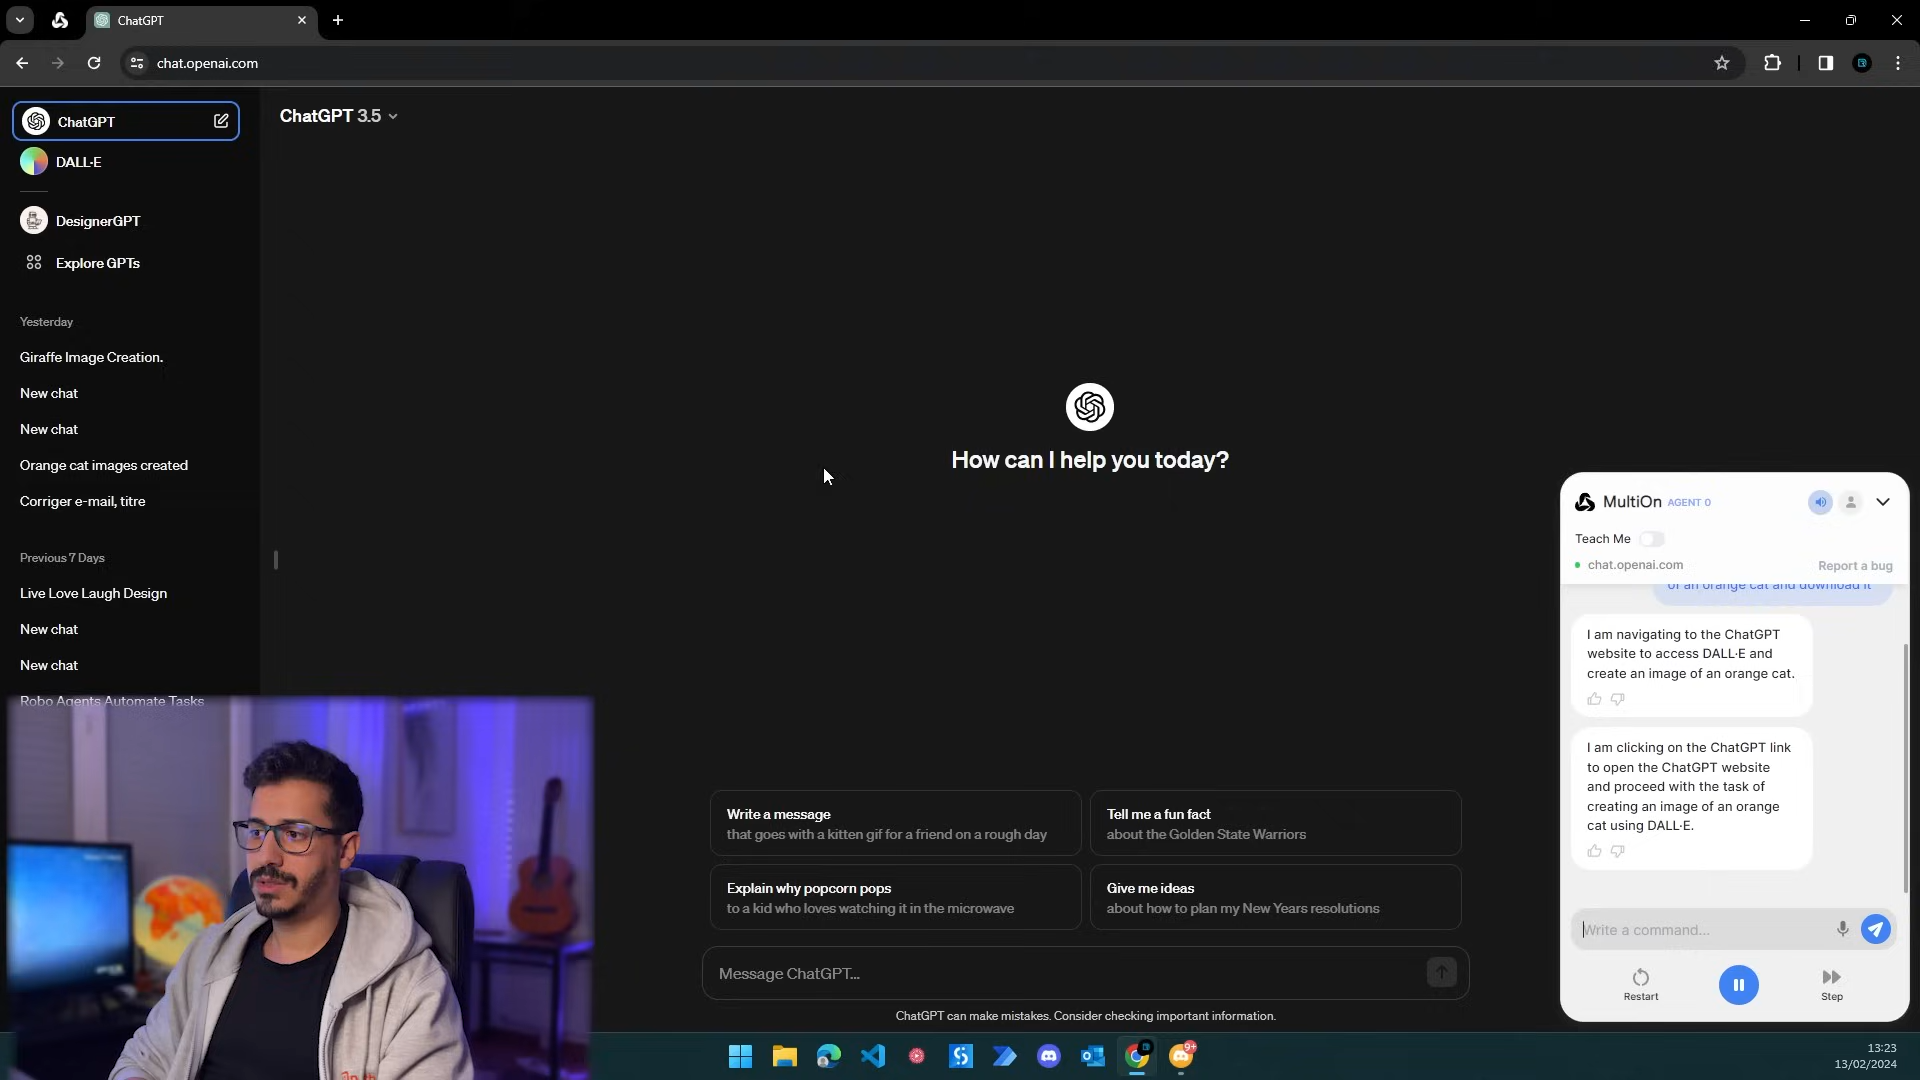 ChatGPT
chat.openai.com
ChatGPT
DALL·E
DesignerGPT
Explore GPTs
Yesterday
Giraffe Image Creation.
New chat
New chat
Orange cat images created
Corriger e-mail, titre
Previous 7 Days
Live Love Laugh Design
New chat
New chat
Robo Agents Automate Tasks
ChatGPT 3.5
How can I help you today?
Write a message
that goes with a kitten gif for a friend on a rough day
Tell me a fun fact
about the Golden State Warriors
Explain why popcorn pops
to a kid who loves watching it in the microwave
Give me ideas
about how to plan my New Years resolutions
Message ChatGPT...
ChatGPT can make mistakes. Consider checking important information.
MultiOn AGENT 0
Teach Me
chat.openai.com
Report a bug
of an orange cat and download it
I am navigating to the ChatGPT
website to access DALL·E and
create an image of an orange cat.
I am clicking on the ChatGPT link
to open the ChatGPT website
and proceed with the task of
creating an image of an orange
cat using DALL·E.
Write a command...
Restart
Step
9+
13:23
13/02/2024